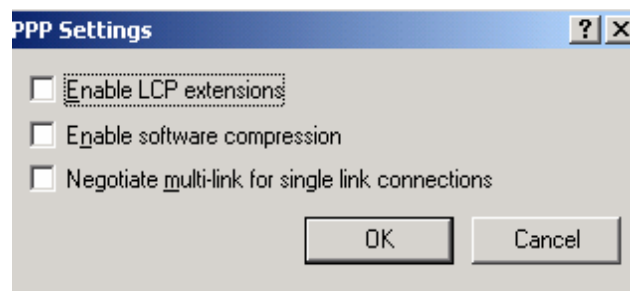 PPP Settings
Enable LCP extensions
Enable software compression
Negotiate multi-link for single link connections
OK Cancel